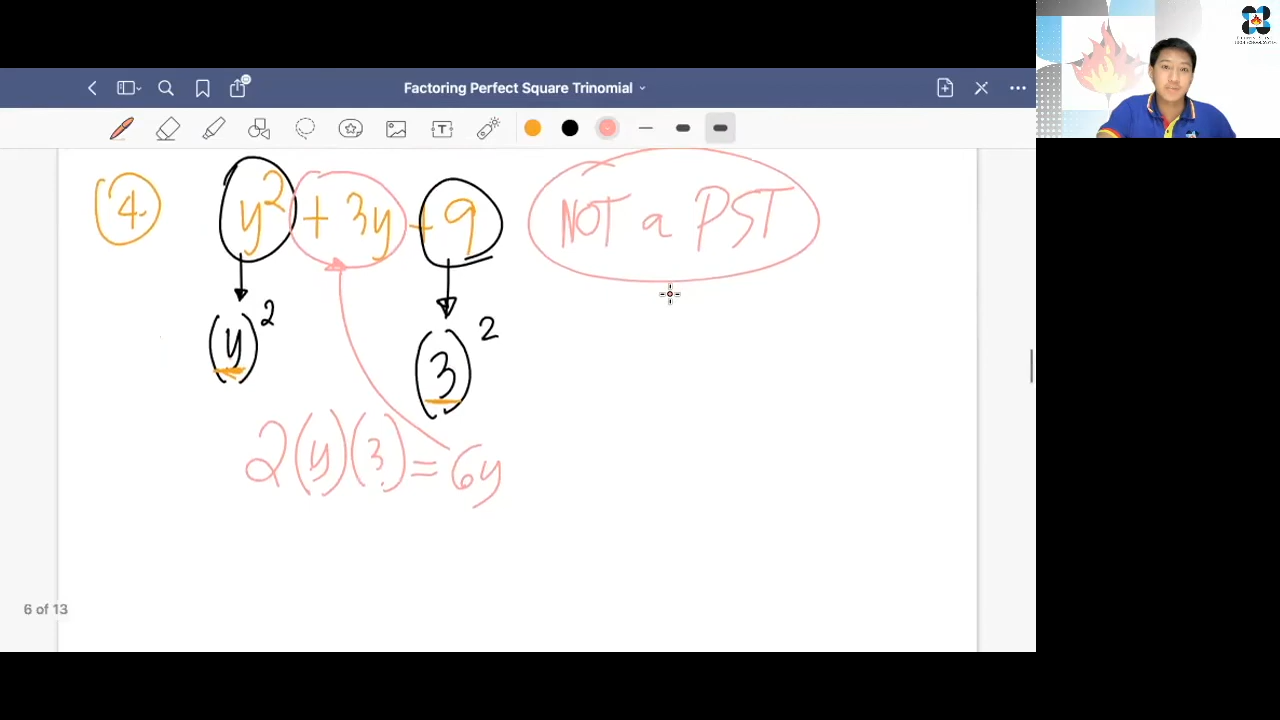 Factoring Perfect Square Trinomial
4. y² + 3y + 9 NOT a PST
(y)² (3)²
2(y)(3) = 6y
6 of 13